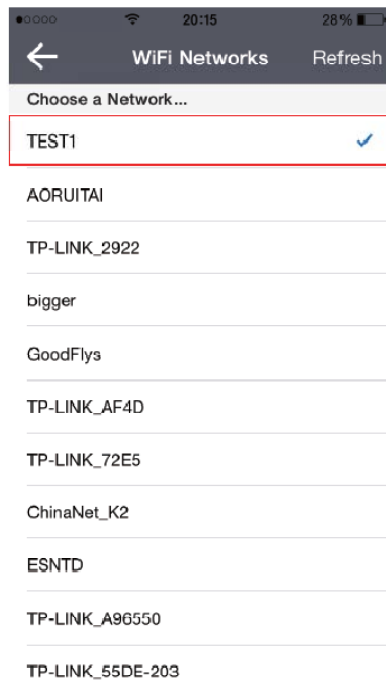 20:15 28%
WiFi Networks Refresh
Choose a Network...
TEST1
AORUITAI
TP-LINK_2922
bigger
GoodFlys
TP-LINK_AF4D
TP-LINK_72E5
ChinaNet_K2
ESNTD
TP-LINK_A96550
TP-LINK_55DE-203